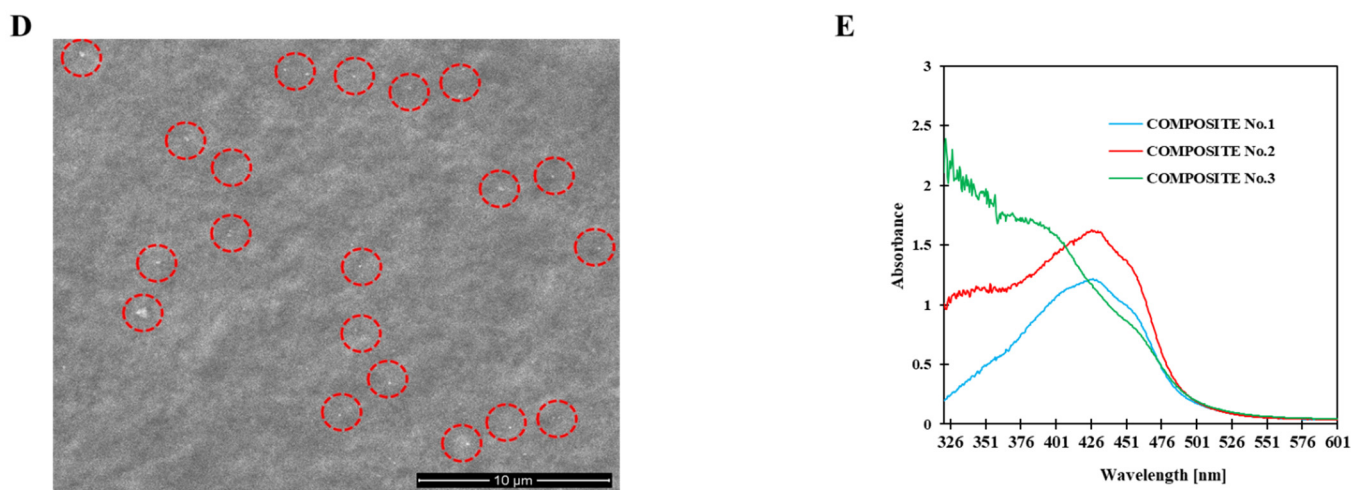 D
E
10 µm
3
2.5
2
1.5
1
0.5
0
Absorbance
COMPOSITE No.1
COMPOSITE No.2
COMPOSITE No.3
326 351 376 401 426 451 476 501 526 551 576 601
Wavelength [nm]